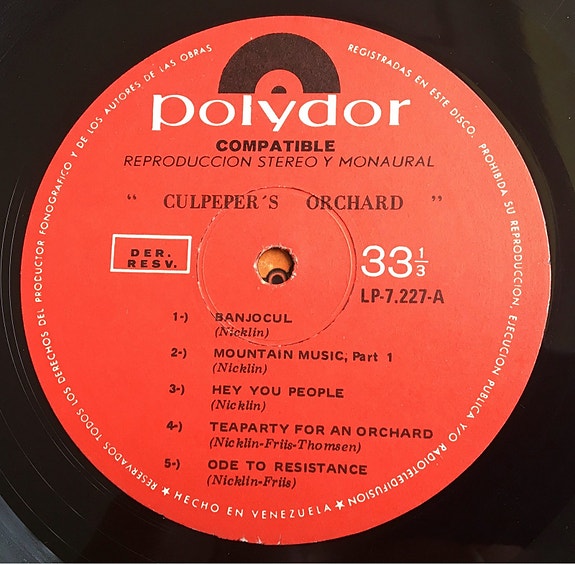 RESERVADOS TODOS LOS DERECHOS DEL PRODUCTOR FONOGRAFICO Y DE LOS AUTORES DE LAS OBRAS
REGISTRADAS EN ESTE DISCO. PROHIBIDA SU REPRODUCCION, EJECUCION PUBLICA Y/O RADIOTELEDIFUSION
polydor
COMPATIBLE
REPRODUCCION STEREO Y MONAURAL
“ CULPEPER´S ORCHARD ”
DER.
RESV.
33 1/3
LP-7.227-A
1-) BANJOCUL
(Nicklin)
2-) MOUNTAIN MUSIC, Part 1
(Nicklin)
3-) HEY YOU PEOPLE
(Nicklin)
4-) TEAPARTY FOR AN ORCHARD
(Nicklin-Friis-Thomsen)
5-) ODE TO RESISTANCE
(Nicklin-Friis)
★ HECHO EN VENEZUELA ★